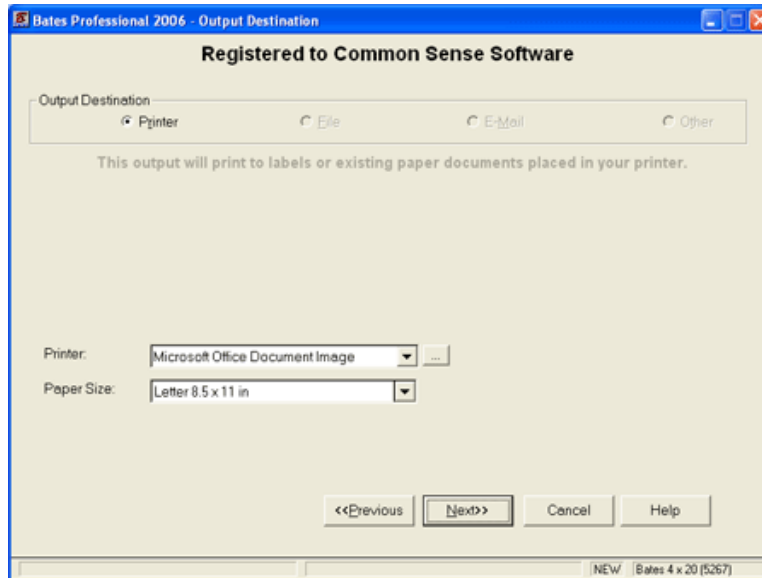 Bates Professional 2006 - Output Destination
Registered to Common Sense Software
Output Destination
Printer File E-Mail Other
This output will print to labels or existing paper documents placed in your printer.
Printer: Microsoft Office Document Image ...
Paper Size: Letter 8.5 x 11 in
<<Previous Next>> Cancel Help
NEW Bates 4 x 20 (5267)